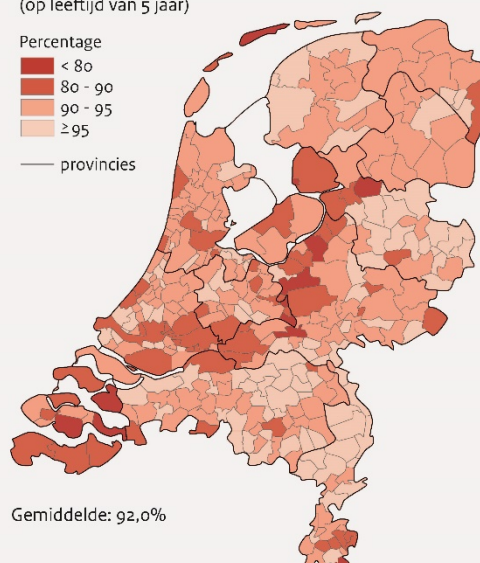 (op leeftijd van 5 jaar)
Percentage
< 80
80 - 90
90 - 95
≥95
provincies
Gemiddelde: 92,0%